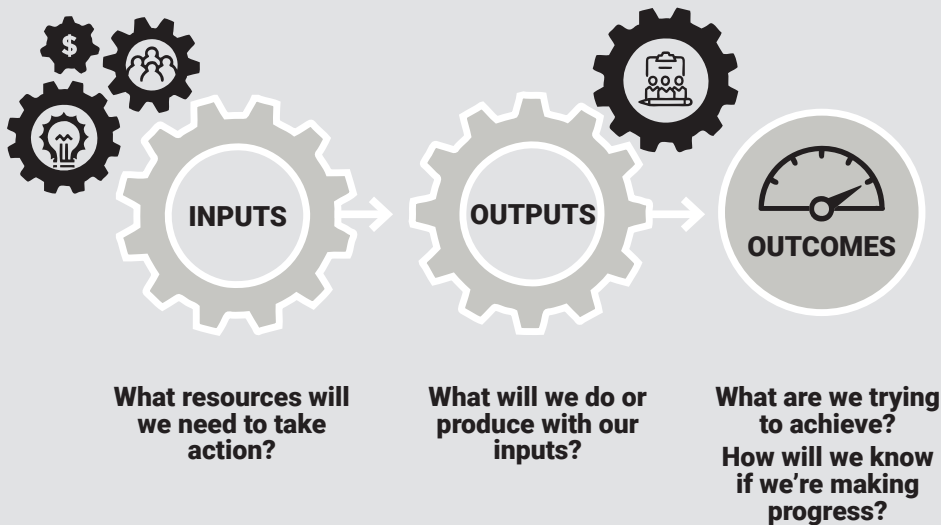 $
INPUTS
OUTPUTS
OUTCOMES
What resources will
we need to take
action?
What will we do or
produce with our
inputs?
What are we trying
to achieve?
How will we know
if we’re making
progress?